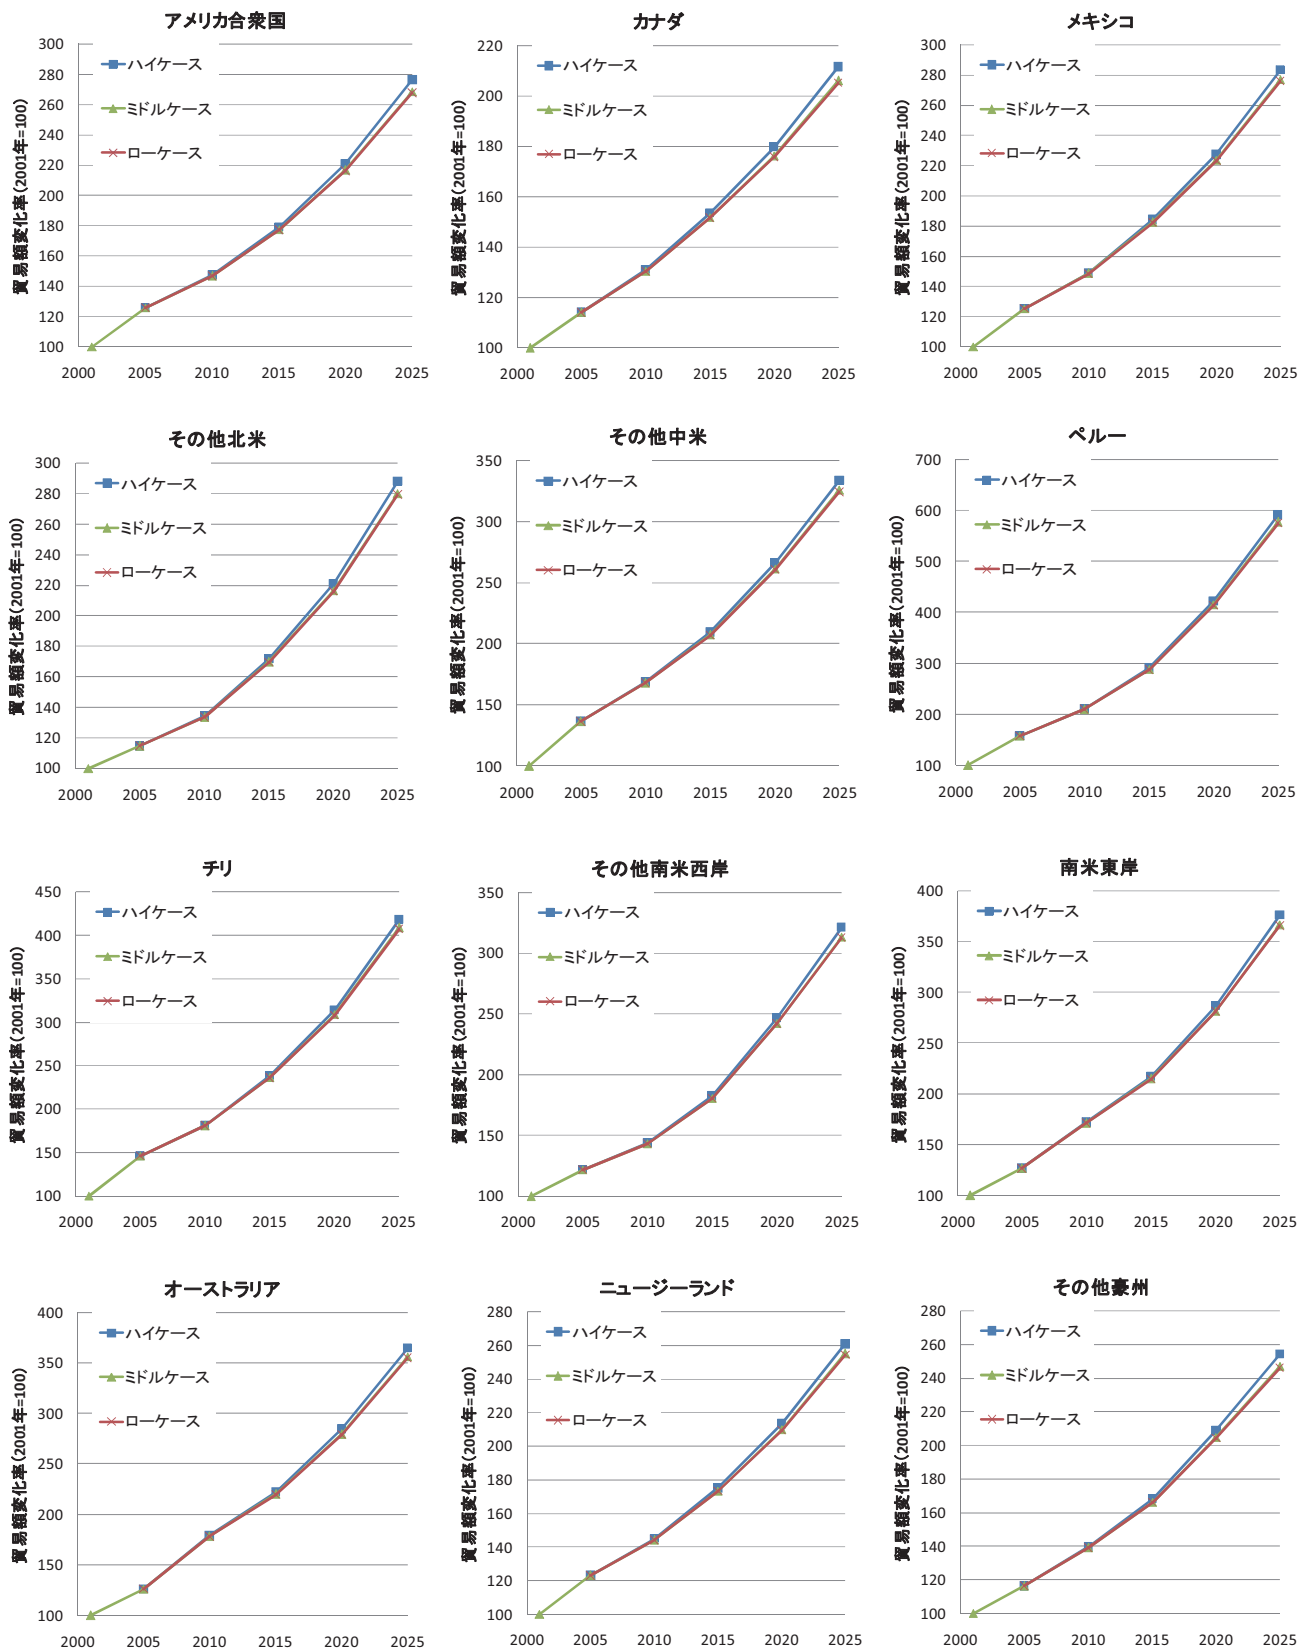 アメリカ合衆国
貿易額変化率(2001年=100)
300
280
260
240
220
200
180
160
140
120
100
ハイケース
ミドルケース
ローケース
2000 2005 2010 2015 2020 2025
カナダ
貿易額変化率(2001年=100)
220
200
180
160
140
120
100
ハイケース
ミドルケース
ローケース
2000 2005 2010 2015 2020 2025
メキシコ
貿易額変化率(2001年=100)
300
280
260
240
220
200
180
160
140
120
100
ハイケース
ミドルケース
ローケース
2000 2005 2010 2015 2020 2025
その他北米
貿易額変化率(2001年=100)
300
280
260
240
220
200
180
160
140
120
100
ハイケース
ミドルケース
ローケース
2000 2005 2010 2015 2020 2025
その他中米
貿易額変化率(2001年=100)
350
300
250
200
150
100
ハイケース
ミドルケース
ローケース
2000 2005 2010 2015 2020 2025
ペルー
貿易額変化率(2001年=100)
700
600
500
400
300
200
100
ハイケース
ミドルケース
ローケース
2000 2005 2010 2015 2020 2025
チリ
貿易額変化率(2001年=100)
450
400
350
300
250
200
150
100
ハイケース
ミドルケース
ローケース
2000 2005 2010 2015 2020 2025
その他南米西岸
貿易額変化率(2001年=100)
350
300
250
200
150
100
ハイケース
ミドルケース
ローケース
2000 2005 2010 2015 2020 2025
南米東岸
貿易額変化率(2001年=100)
400
350
300
250
200
150
100
ハイケース
ミドルケース
ローケース
2000 2005 2010 2015 2020 2025
オーストラリア
貿易額変化率(2001年=100)
400
350
300
250
200
150
100
ハイケース
ミドルケース
ローケース
2000 2005 2010 2015 2020 2025
ニュージーランド
貿易額変化率(2001年=100)
280
260
240
220
200
180
160
140
120
100
ハイケース
ミドルケース
ローケース
2000 2005 2010 2015 2020 2025
その他豪州
貿易額変化率(2001年=100)
280
260
240
220
200
180
160
140
120
100
ハイケース
ミドルケース
ローケース
2000 2005 2010 2015 2020 2025